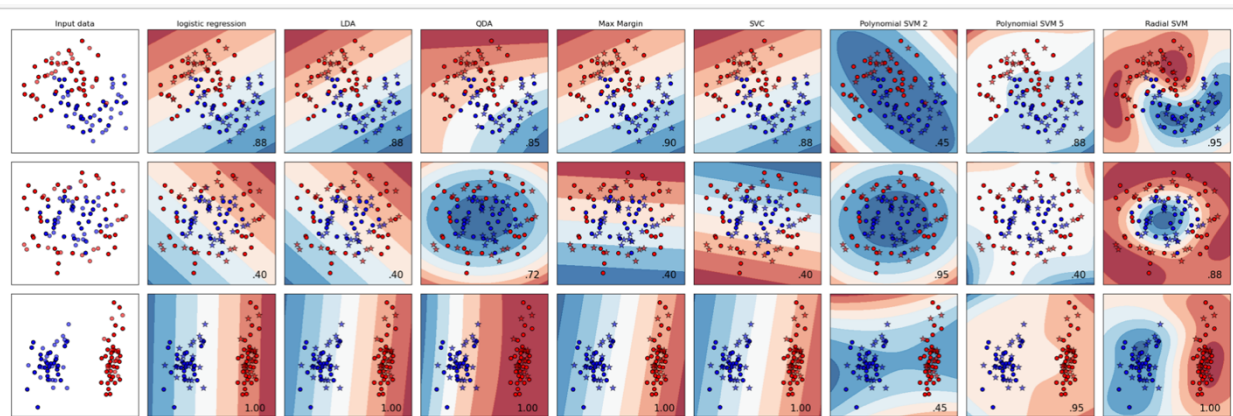 Input data logistic regression LDA QDA Max Margin SVC Polynomial SVM 2 Polynomial SVM 5 Radial SVM
.88 .88 .85 .90 .88 .45 .88 .95
.40 .40 .72 .40 .40 .95 .40 .88
1.00 1.00 1.00 1.00 1.00 .45 .95 1.00